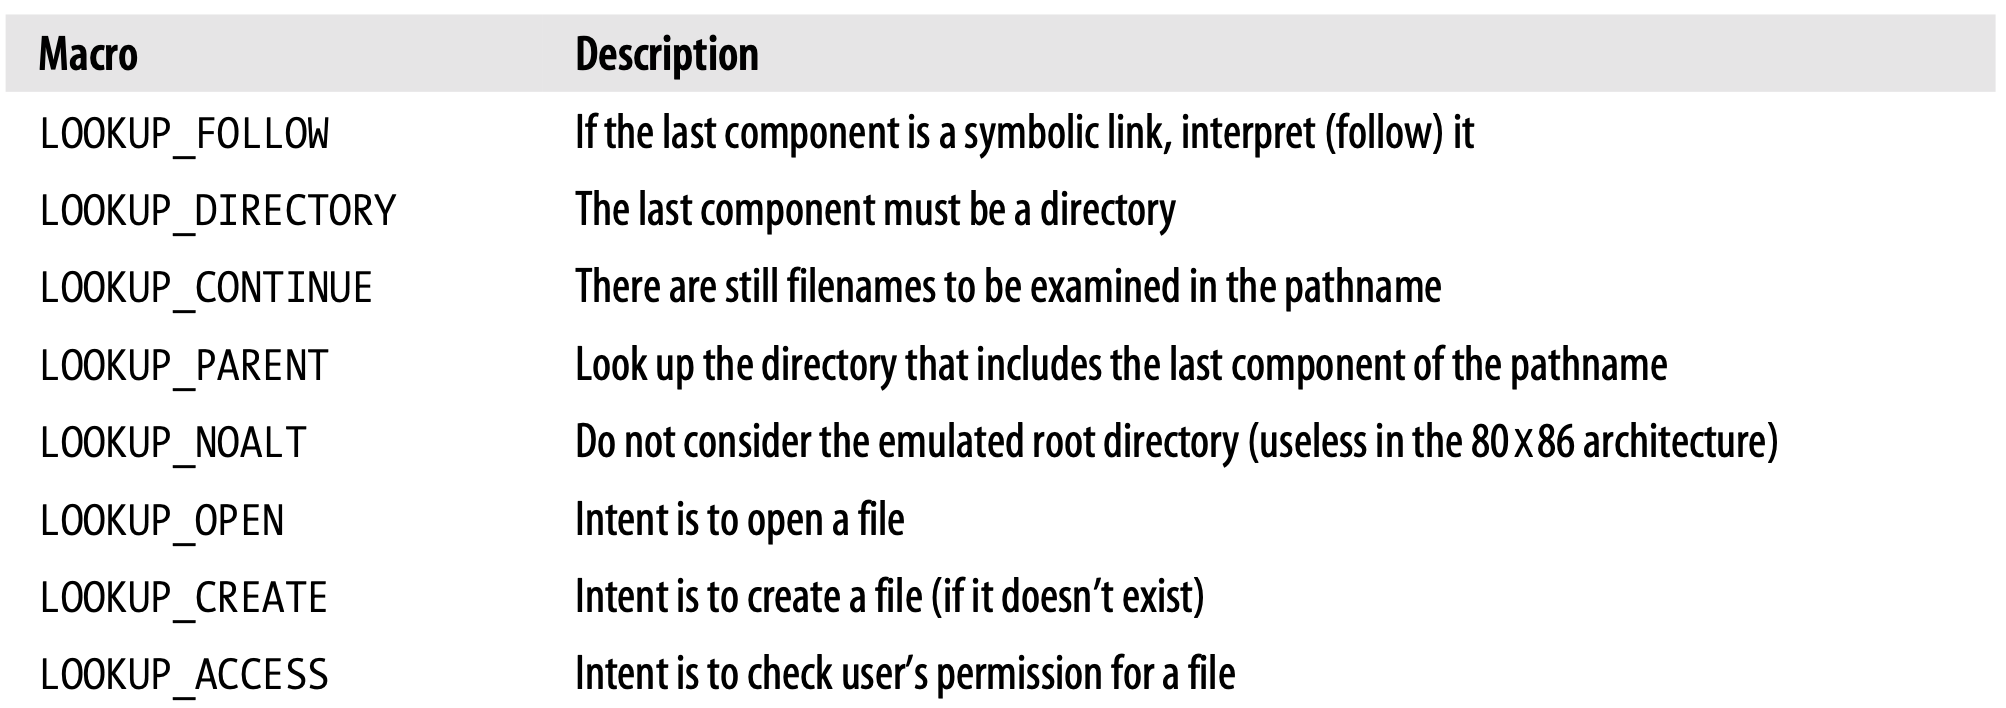 Macro Description
LOOKUP_FOLLOW If the last component is a symbolic link, interpret (follow) it
LOOKUP_DIRECTORY The last component must be a directory
LOOKUP_CONTINUE There are still filenames to be examined in the pathname
LOOKUP_PARENT Look up the directory that includes the last component of the pathname
LOOKUP_NOALT Do not consider the emulated root directory (useless in the 80x86 architecture)
LOOKUP_OPEN Intent is to open a file
LOOKUP_CREATE Intent is to create a file (if it doesn’t exist)
LOOKUP_ACCESS Intent is to check user’s permission for a file